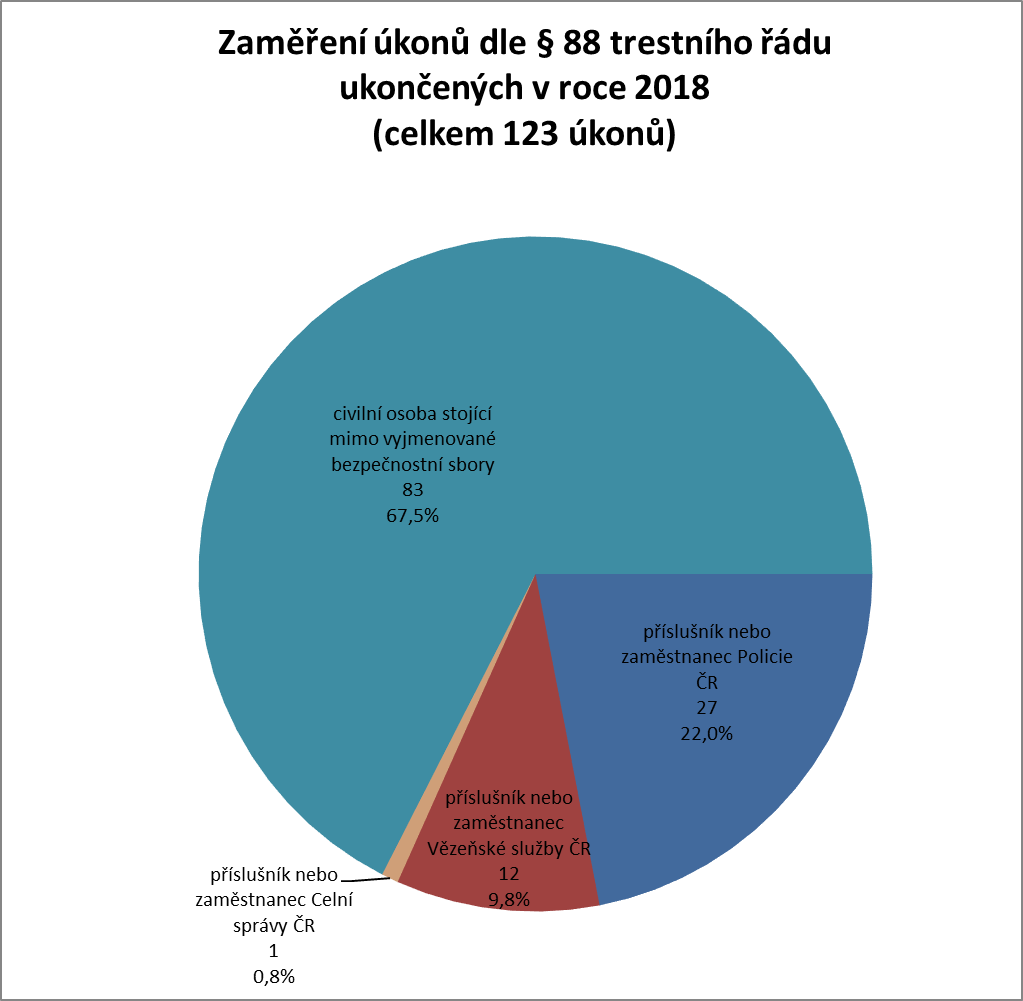 Zaměření úkonů dle § 88 trestního řádu
ukončených v roce 2018
(celkem 123 úkonů)
civilní osoba stojící
mimo vyjmenované
bezpečnostní sbory
83
67,5%
příslušník nebo
zaměstnanec Policie
ČR
27
22,0%
příslušník nebo
zaměstnanec
Vězeňské služby ČR
12
9,8%
příslušník nebo
zaměstnanec Celní
správy ČR
1
0,8%